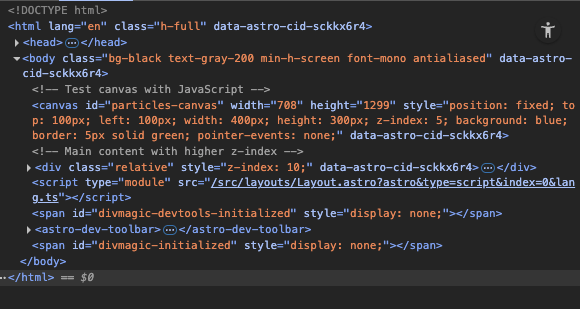 <!DOCTYPE html>
<html lang="en" class="h-full" data-astro-cid-sckkx6r4>
<head>⋯</head>
<body class="bg-black text-gray-200 min-h-screen font-mono antialiased" data-astro-
cid-sckkx6r4>
<!-- Test canvas with JavaScript -->
<canvas id="particles-canvas" width="708" height="1299" style="position: fixed; to
p: 100px; left: 100px; width: 400px; height: 300px; z-index: 5; background: blue;
border: 5px solid green; pointer-events: none;" data-astro-cid-sckkx6r4>
<!-- Main content with higher z-index -->
<div class="relative" style="z-index: 10;" data-astro-cid-sckkx6r4>⋯</div>
<script type="module" src="/src/layouts/Layout.astro?astro&type=script&index=0&lan
g.ts"></script>
<span id="divmagic-devtools-initialized" style="display: none;"></span>
<astro-dev-toolbar>⋯</astro-dev-toolbar>
<span id="divmagic-initialized" style="display: none;"></span>
</body>
⋯</html> == $0